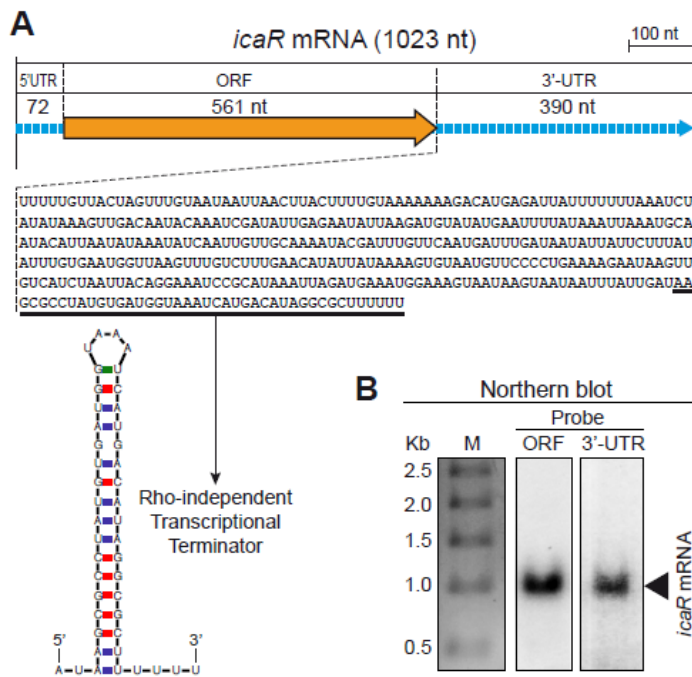 A
icaR mRNA (1023 nt)
100 nt
5'UTR ORF 3'-UTR
72 561 nt 390 nt
UUUUUGUUACUAGUUUGUAAUAAUUAACUUACUUUUGUAAAAAAAGACAUGAGAUUAUUUUUUUAAAUCU
AUAUAAAGUUGACAAUACAAAUCGAUAUUGAGAAUAUUAAGAUGUAUAUGAAUUUUAUAAAUUAAAUGCA
AUACAUUAAUAUAAAUAUCAAUUGUUGCAAAAUACGAUUUGUUCAAUGAUUUGAUAAUAUUAUUCUUUAU
AUUUGUGAAUGGUUAAGUUUGUCUUUGAACAUAUUAUAAAAGUGUAAUGUUCCCCUGAAAAGAAUAAGUU
GUCAUCUAAUUACAGGAAAUCCGCAUAAAUUAGAUGAAAUGGAAAGUAAUAAGUAAUAAUUUAUUGAUAA
GCGCCUAUGUGAUGGUAAAUCAUGACAUAGGCGCUUUUUU
AUAAGCGCCUAUGUGAUGGUAAAUCAUGACAUAGGCGCUUUUUU
5' 3'
Rho-independent
Transcriptional
Terminator
B
Northern blot
Probe
Kb M ORF 3'-UTR
2.5
2.0
1.5
1.0
0.5
icaR mRNA